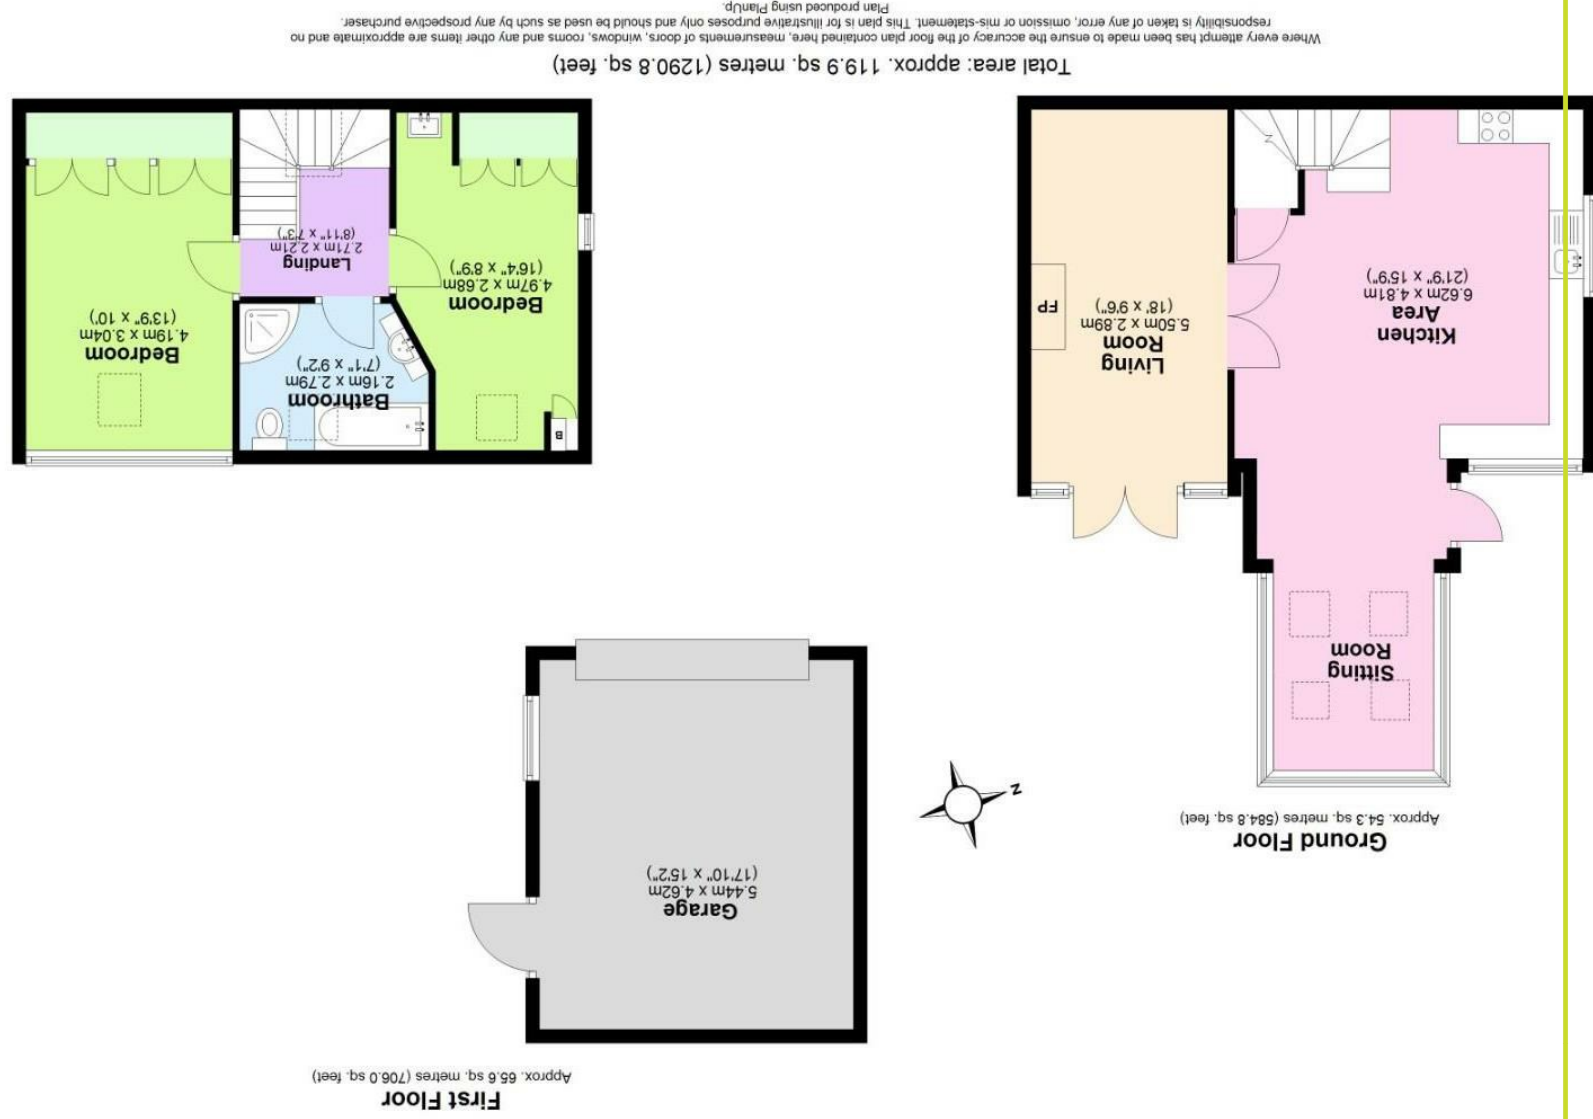 First Floor
Approx. 65.6 sq. metres (706.0 sq. feet)
Garage
5.44m x 4.62m
(17'10" x 15'2")
Ground Floor
Approx. 54.3 sq. metres (584.8 sq. feet)
Sitting
Room
N
Kitchen
Area
6.62m x 4.81m
(21'9" x 15'9")
Living
Room
5.50m x 2.89m
(18' x 9'6")
FP
B
Bedroom
4.97m x 2.68m
(16'4" x 8'9")
Bathroom
2.16m x 2.79m
(7'1" x 9'2")
Landing
2.71m x 2.21m
(8'11" x 7'3")
Bedroom
4.19m x 3.04m
(13'9" x 10')
Total area: approx. 119.9 sq. metres (1290.8 sq. feet)
Where every attempt has been made to ensure the accuracy of the floor plan contained here, measurements of doors, windows, rooms and any other items are approximate and no
responsibility is taken of any error, omission or mis-statement. This plan is for illustrative purposes only and should be used as such by any prospective purchaser.
Plan produced using PlanUp.